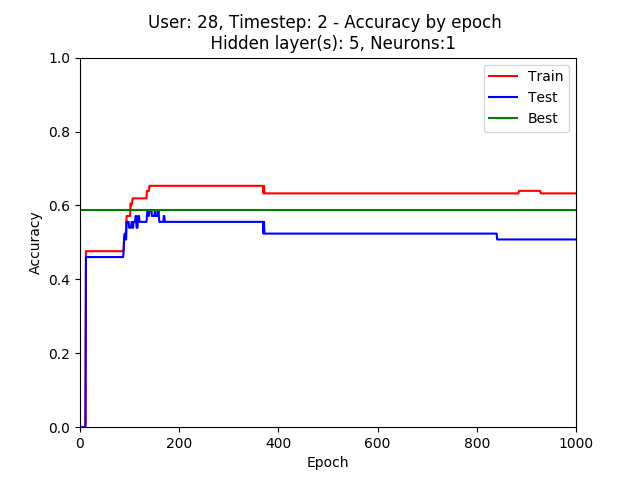 User: 28, Timestep: 2 - Accuracy by epoch
Hidden layer(s): 5, Neurons:1
1.0
0.8
0.6
0.4
0.2
0.0
Accuracy
Train
Test
Best
0 200 400 600 800 1000
Epoch